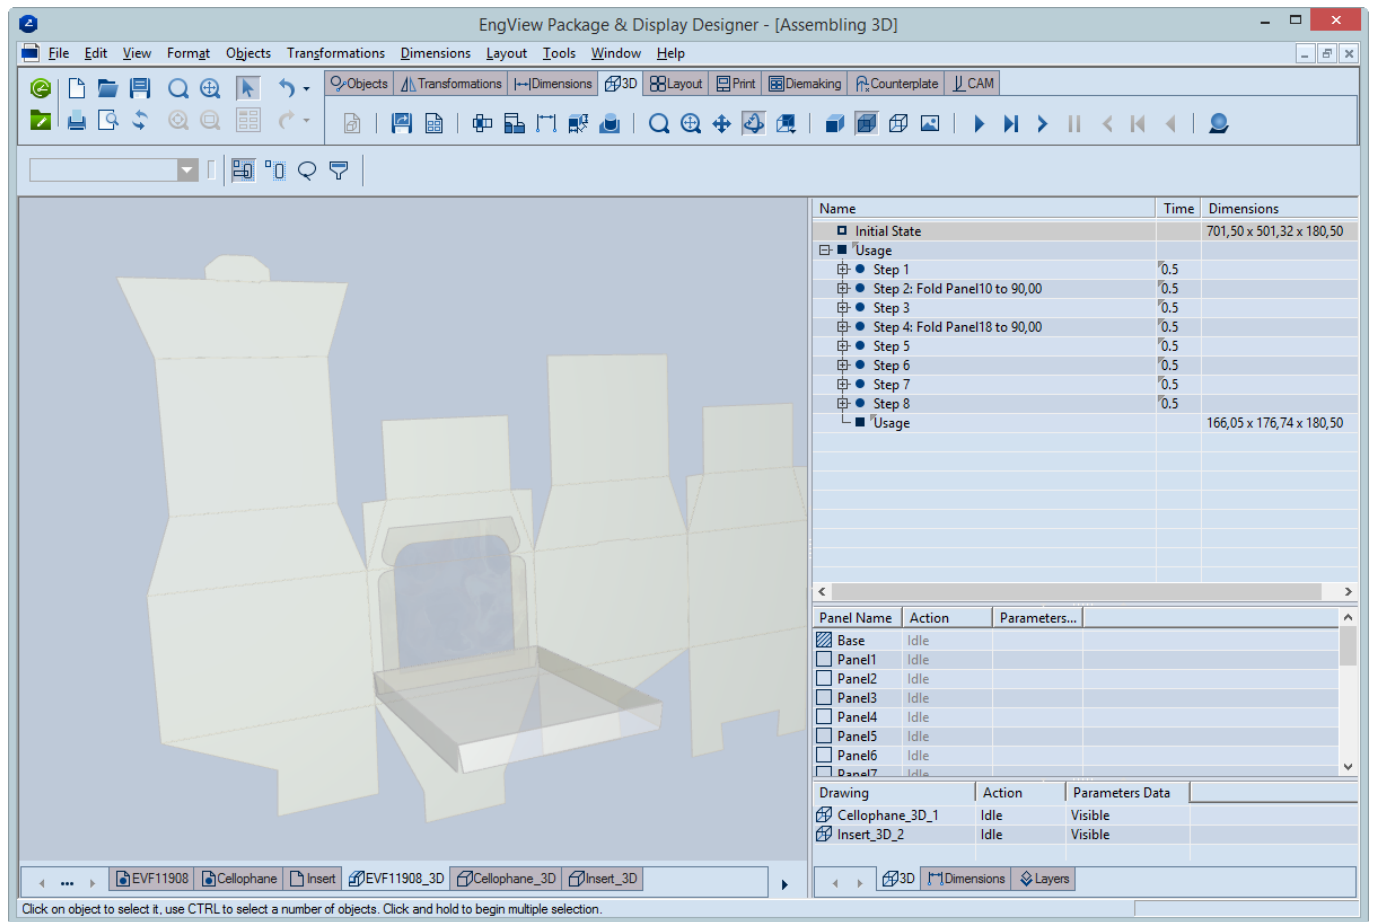 EngView Package & Display Designer - [Assembling 3D]
File Edit View Format Objects Transformations Dimensions Layout Tools Window Help
Objects Transformations Dimensions 3D Layout Print Diemaking Counterplate CAM
Name Time Dimensions
Initial State 701,50 x 501,32 x 180,50
Usage
Step 1 0.5
Step 2: Fold Panel10 to 90,00 0.5
Step 3 0.5
Step 4: Fold Panel18 to 90,00 0.5
Step 5 0.5
Step 6 0.5
Step 7 0.5
Step 8 0.5
Usage 166,05 x 176,74 x 180,50
Panel Name Action Parameters...
Base Idle
Panel1 Idle
Panel2 Idle
Panel3 Idle
Panel4 Idle
Panel5 Idle
Panel6 Idle
Panel7 Idle
Drawing Action Parameters Data
Cellophane_3D_1 Idle Visible
Insert_3D_2 Idle Visible
EVF11908 Cellophane Insert EVF11908_3D Cellophane_3D Insert_3D
3D Dimensions Layers
Click on object to select it, use CTRL to select a number of objects. Click and hold to begin multiple selection.